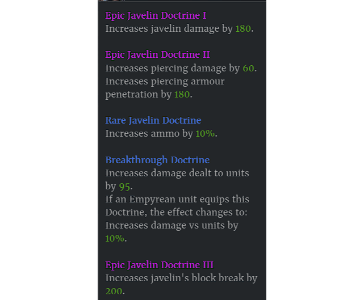 Epic Javelin Doctrine I
Increases javelin damage by 180.
Epic Javelin Doctrine II
Increases piercing damage by 60.
Increases piercing armour
penetration by 180.
Rare Javelin Doctrine
Increases ammo by 10%.
Breakthrough Doctrine
Increases damage dealt to units
by 95.
If an Empyrean unit equips this
Doctrine, the effect changes to:
Increases damage vs units by
10%.
Epic Javelin Doctrine III
Increases javelin's block break by
200.